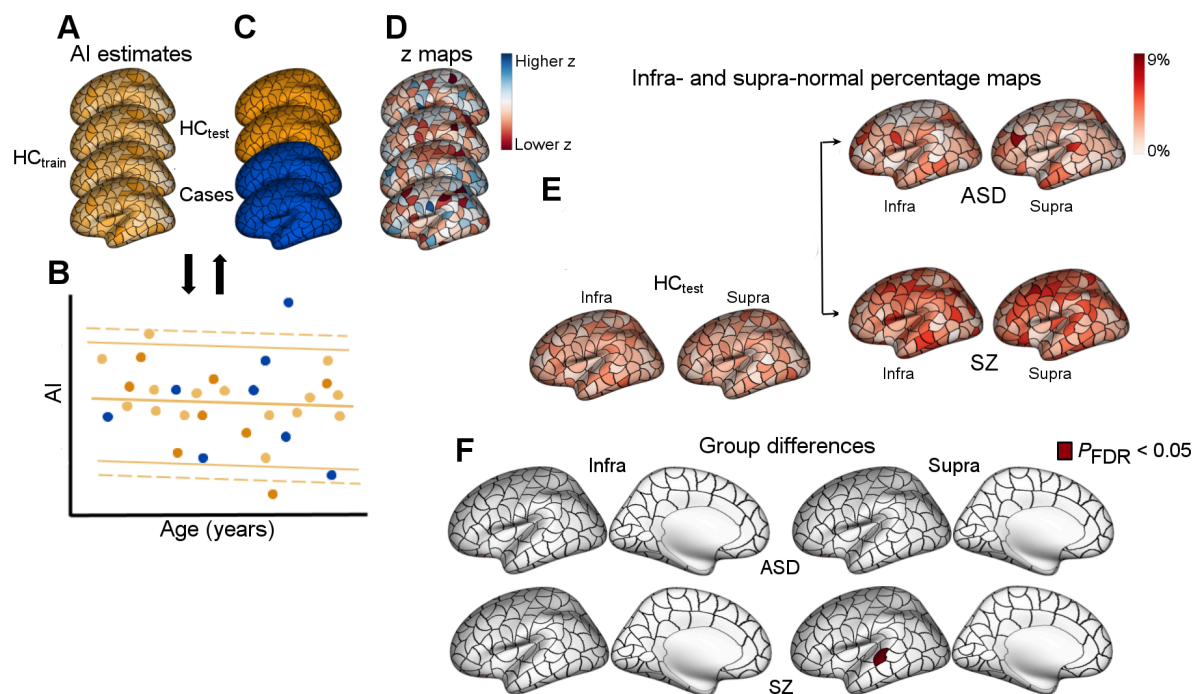 A
AI estimates
HCtrain
C
HCtest
Cases
D
z maps
Higher z
Lower z
B
AI
Age (years)
Infra- and supra-normal percentage maps
9%
0%
E
Infra
Supra
ASD
HCtest
Infra
Supra
Infra
Supra
SZ
F
Group differences
PFDR < 0.05
Infra
Supra
ASD
SZ